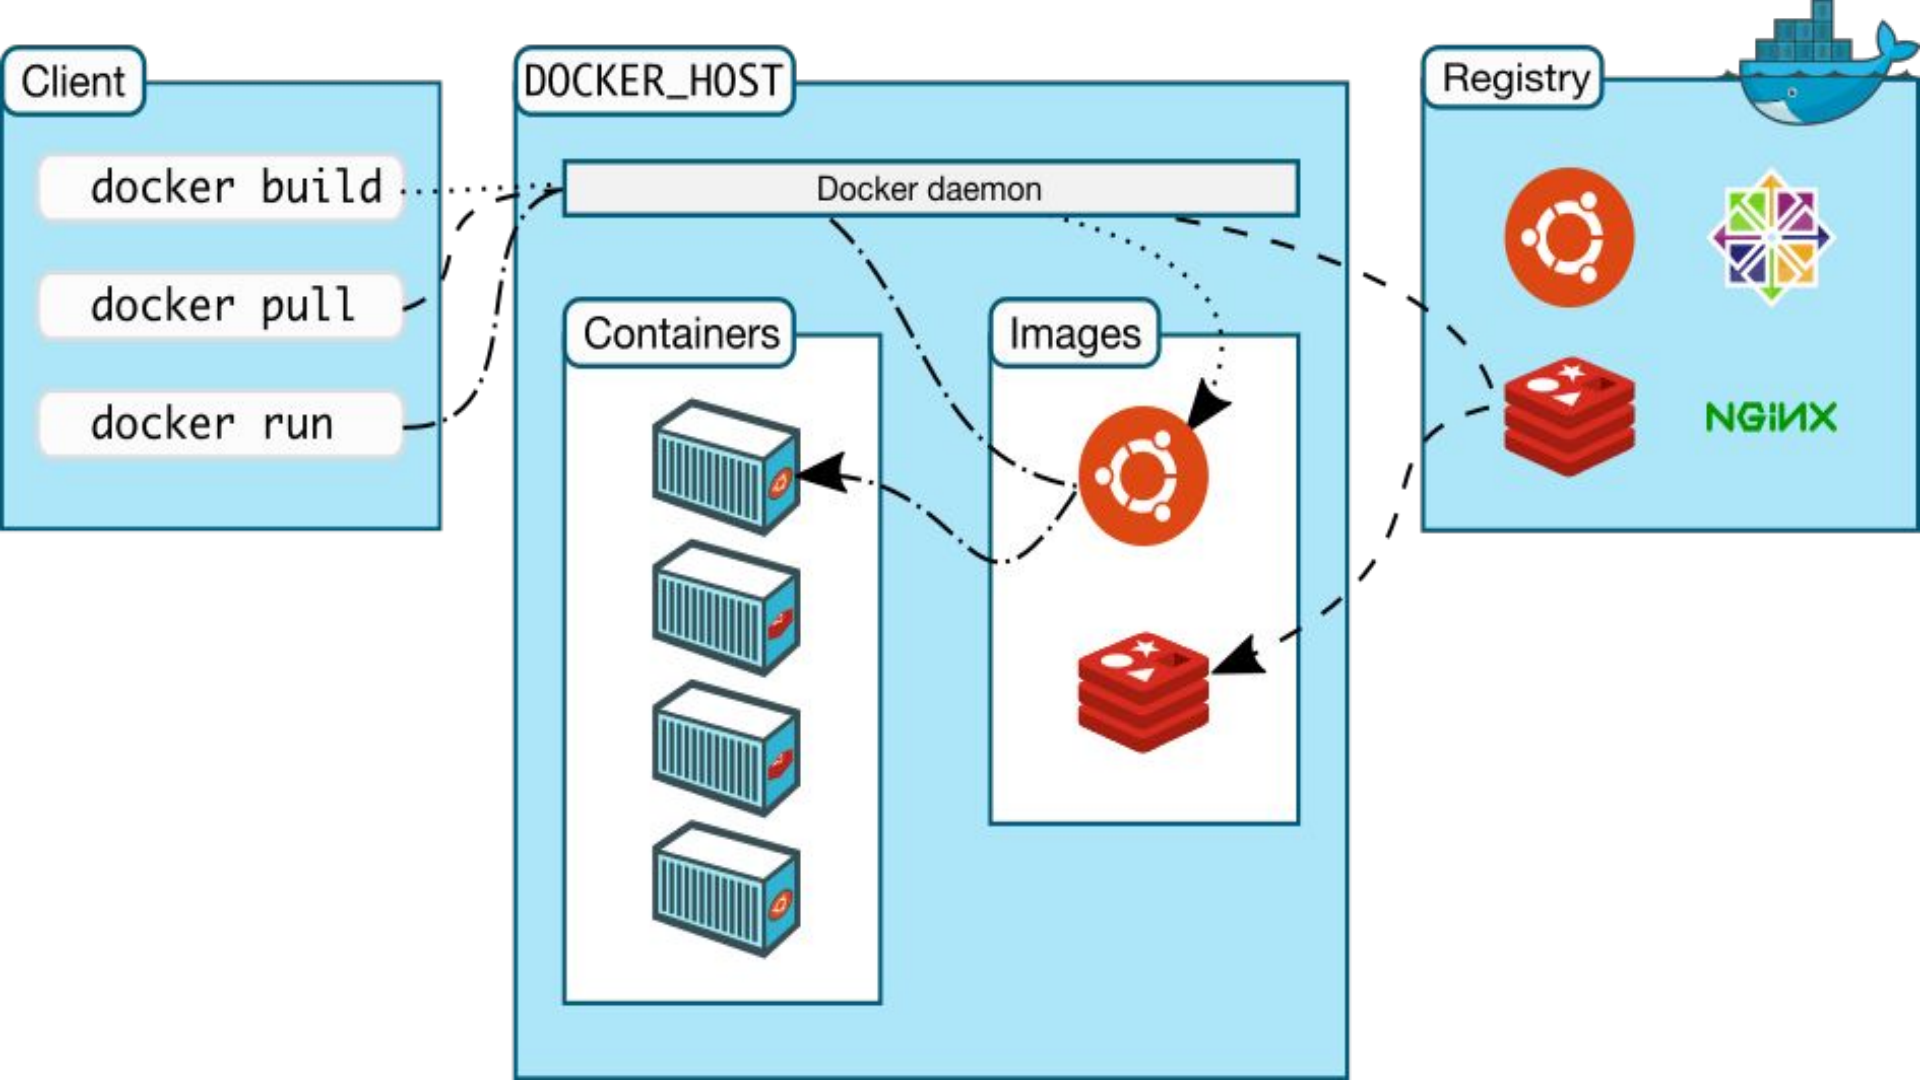 Client
docker build
docker pull
docker run
DOCKER_HOST
Docker daemon
Containers
Images
Registry
NGiNX